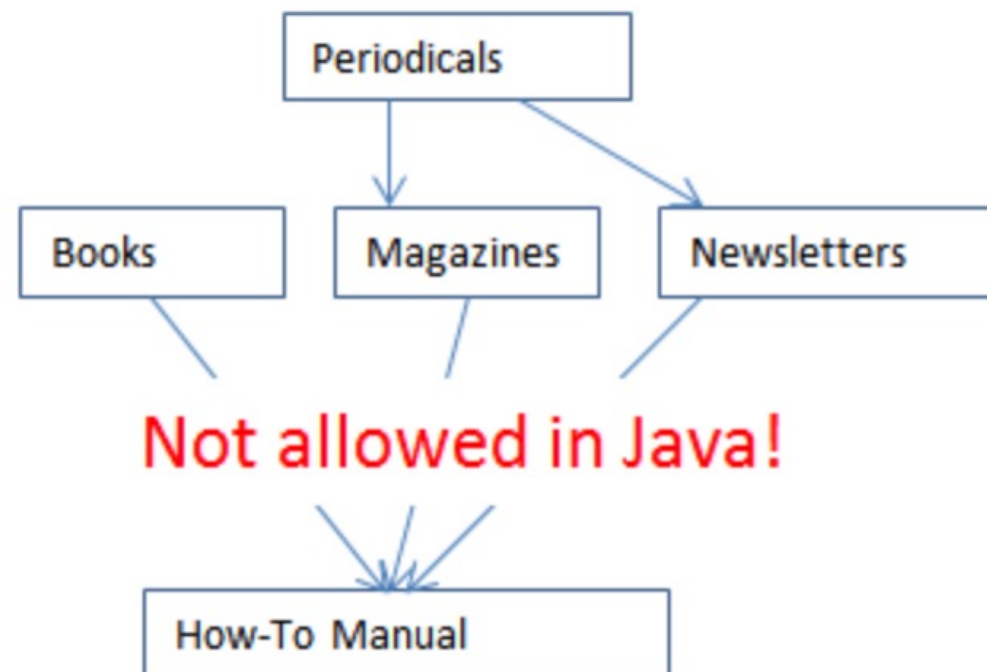 Periodicals
Books
Magazines
Newsletters
Not allowed in Java!
How-To Manual